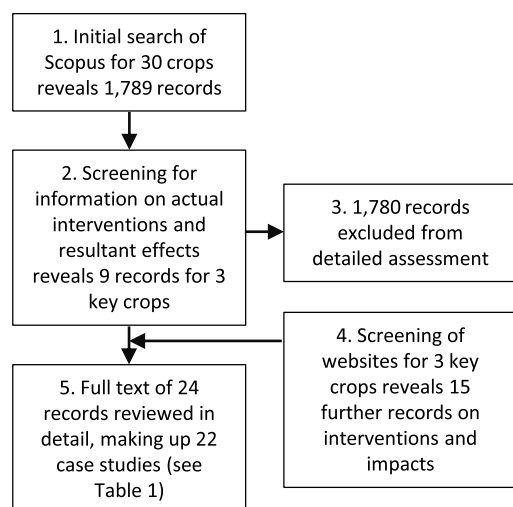 1. Initial search of
Scopus for 30 crops
reveals 1,789 records
2. Screening for
information on actual
interventions and
resultant effects
reveals 9 records for 3
key crops
3. 1,780 records
excluded from
detailed assessment
4. Screening of
websites for 3 key
crops reveals 15
further records on
interventions and
impacts
5. Full text of 24
records reviewed in
detail, making up 22
case studies (see
Table 1)